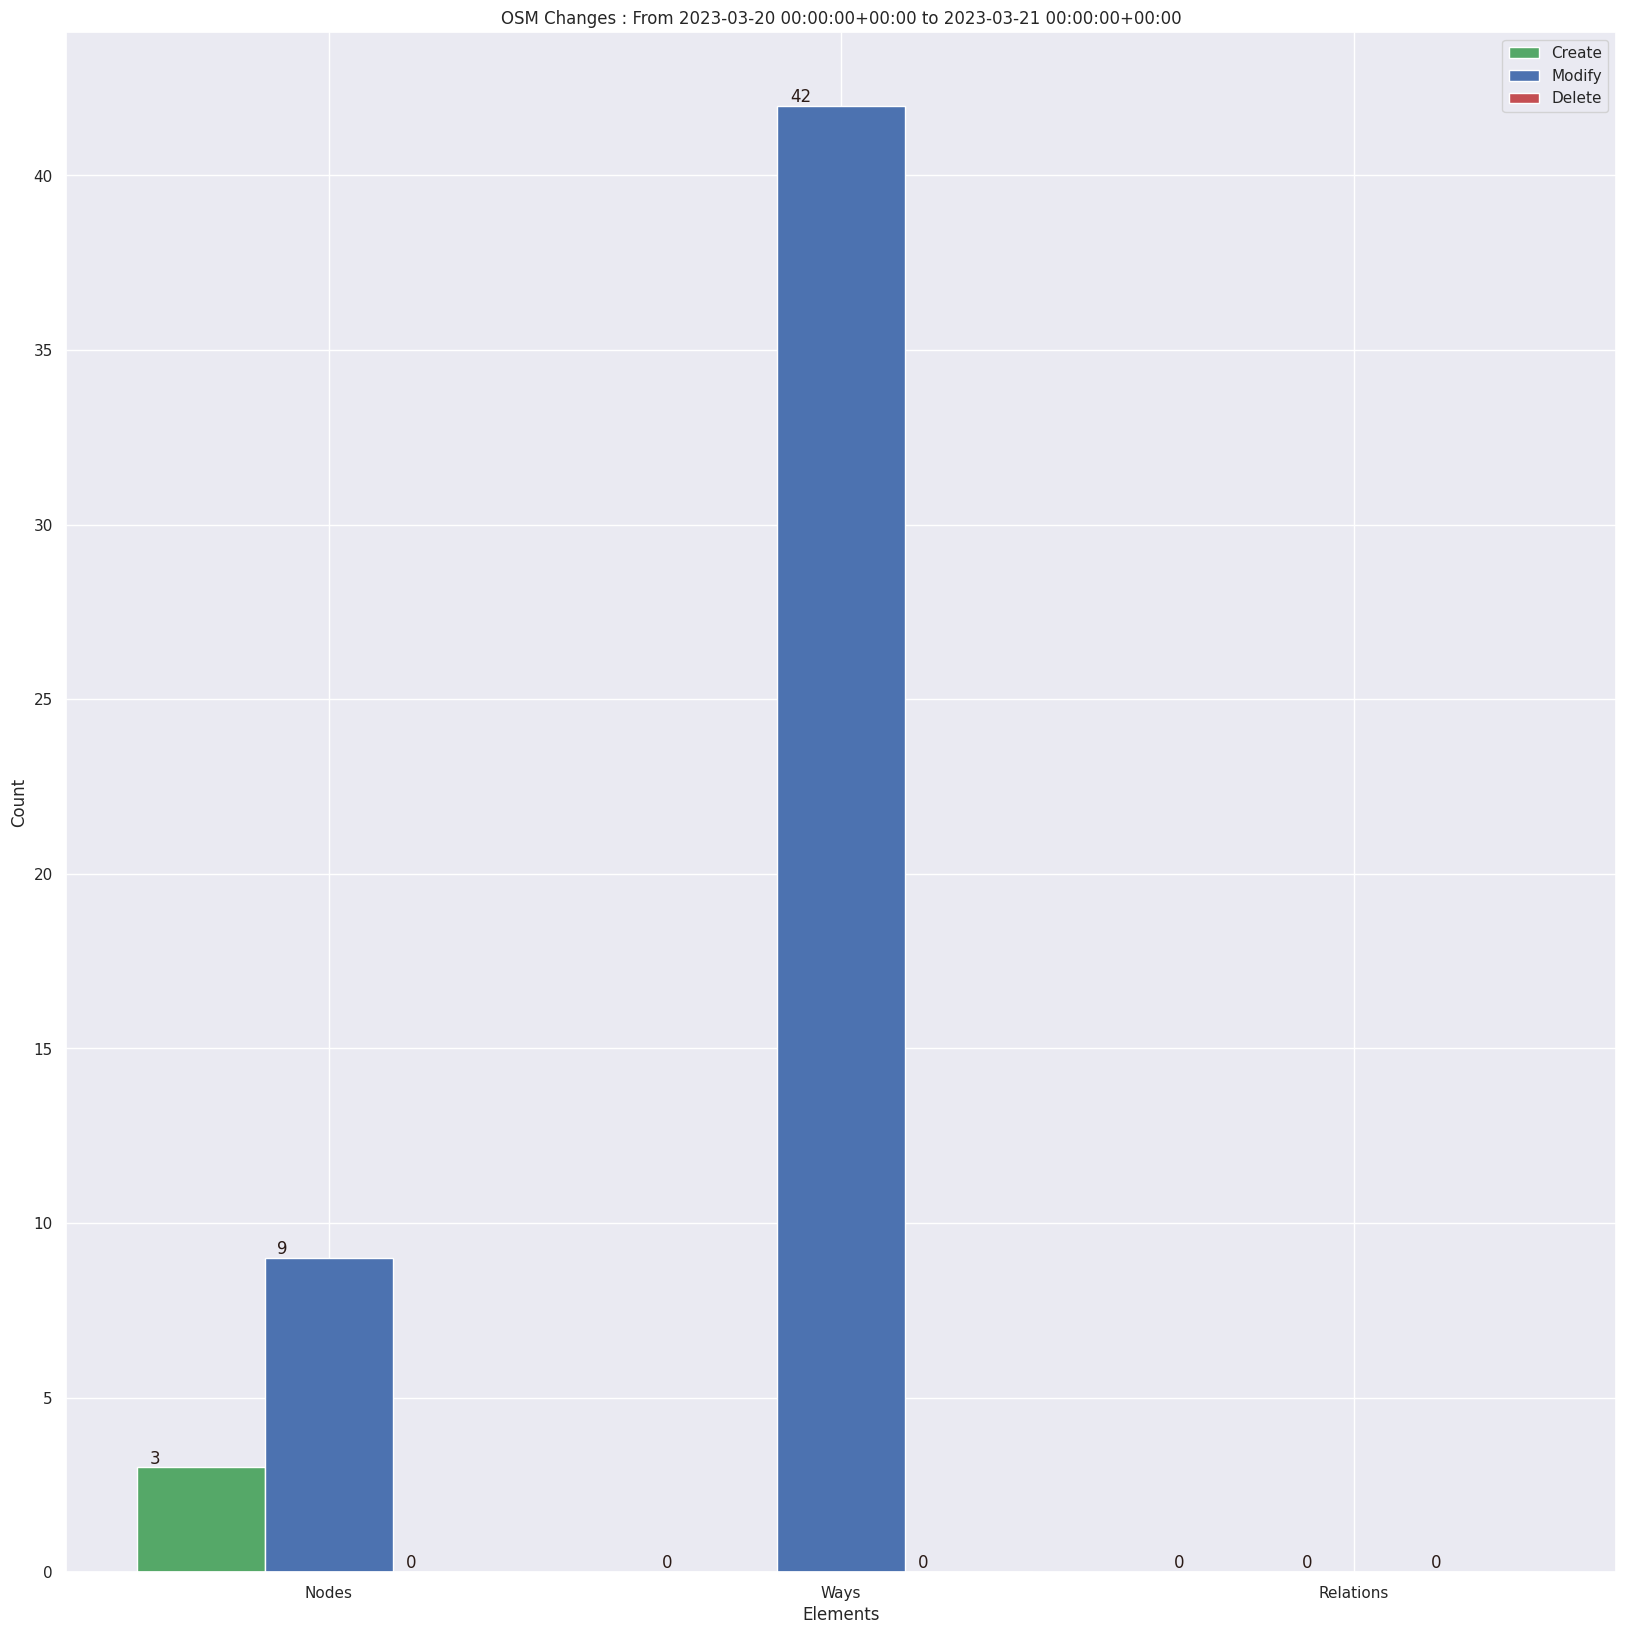 OSM Changes : From 2023-03-20 00:00:00+00:00 to 2023-03-21 00:00:00+00:00
Create
Modify
Delete
42
40
35
30
25
Count
20
15
10
9
5
3
0
0
0
0
0
0
0
Nodes
Ways
Relations
Elements